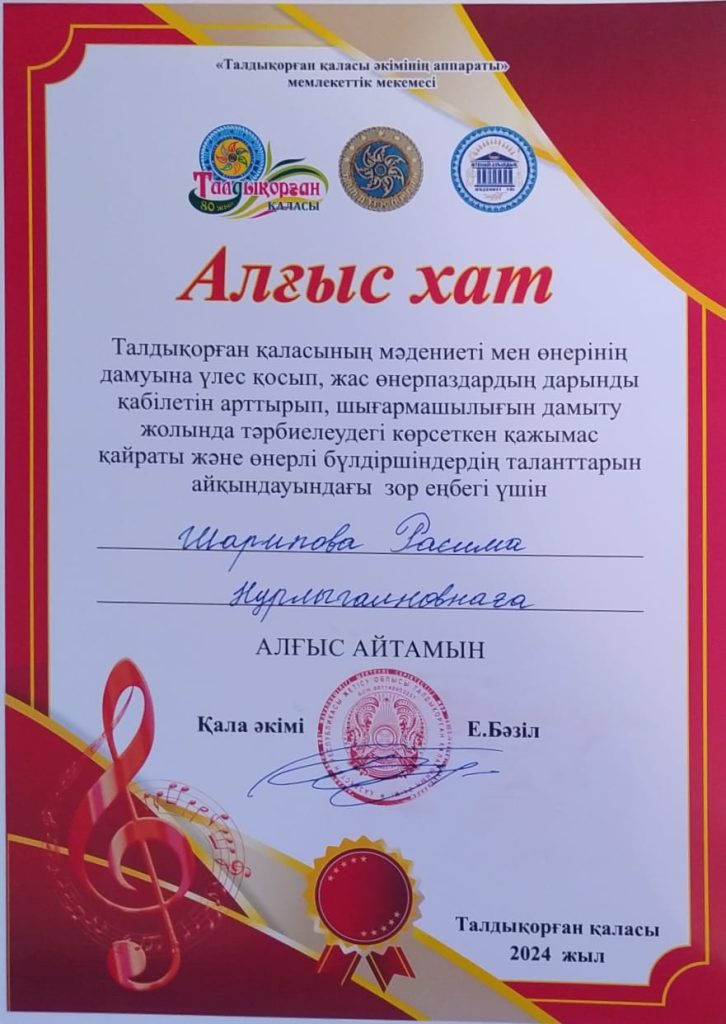 «Талдықорған қаласы әкімінің аппараты»
мемлекеттік мекемесі
Талдықорған
80 жыл
ҚАЛАСЫ
Алғыс хат
Талдықорған қаласының мәдениеті мен өнерінің
дамуына үлес қосып, жас өнерпаздардың дарынды
қабілетін арттырып, шығармашылығын дамыту
жолында тәрбиелеудегі көрсеткен қажымас
қайраты және өнерлі бүлдіршіндердің таланттарын
айқындауындағы зор еңбегі үшін
Шарипова Расима
Нурлыгаиновнаға
АЛҒЫС АЙТАМЫН
Қала әкімі
Е.Бәзіл
Талдықорған қаласы
2024 жыл